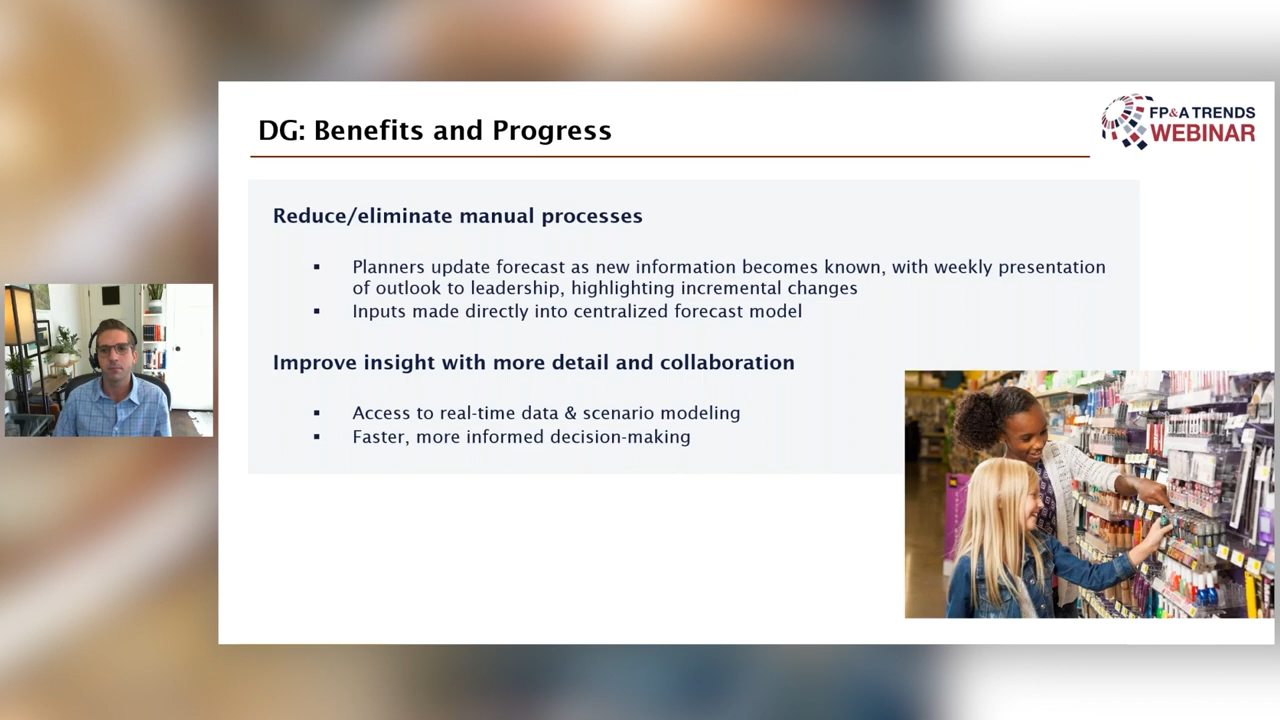 DG: Benefits and Progress
FP&A TRENDS
WEBINAR
Reduce/eliminate manual processes
▪ Planners update forecast as new information becomes known, with weekly presentation
of outlook to leadership, highlighting incremental changes
▪ Inputs made directly into centralized forecast model
Improve insight with more detail and collaboration
▪ Access to real-time data & scenario modeling
▪ Faster, more informed decision-making